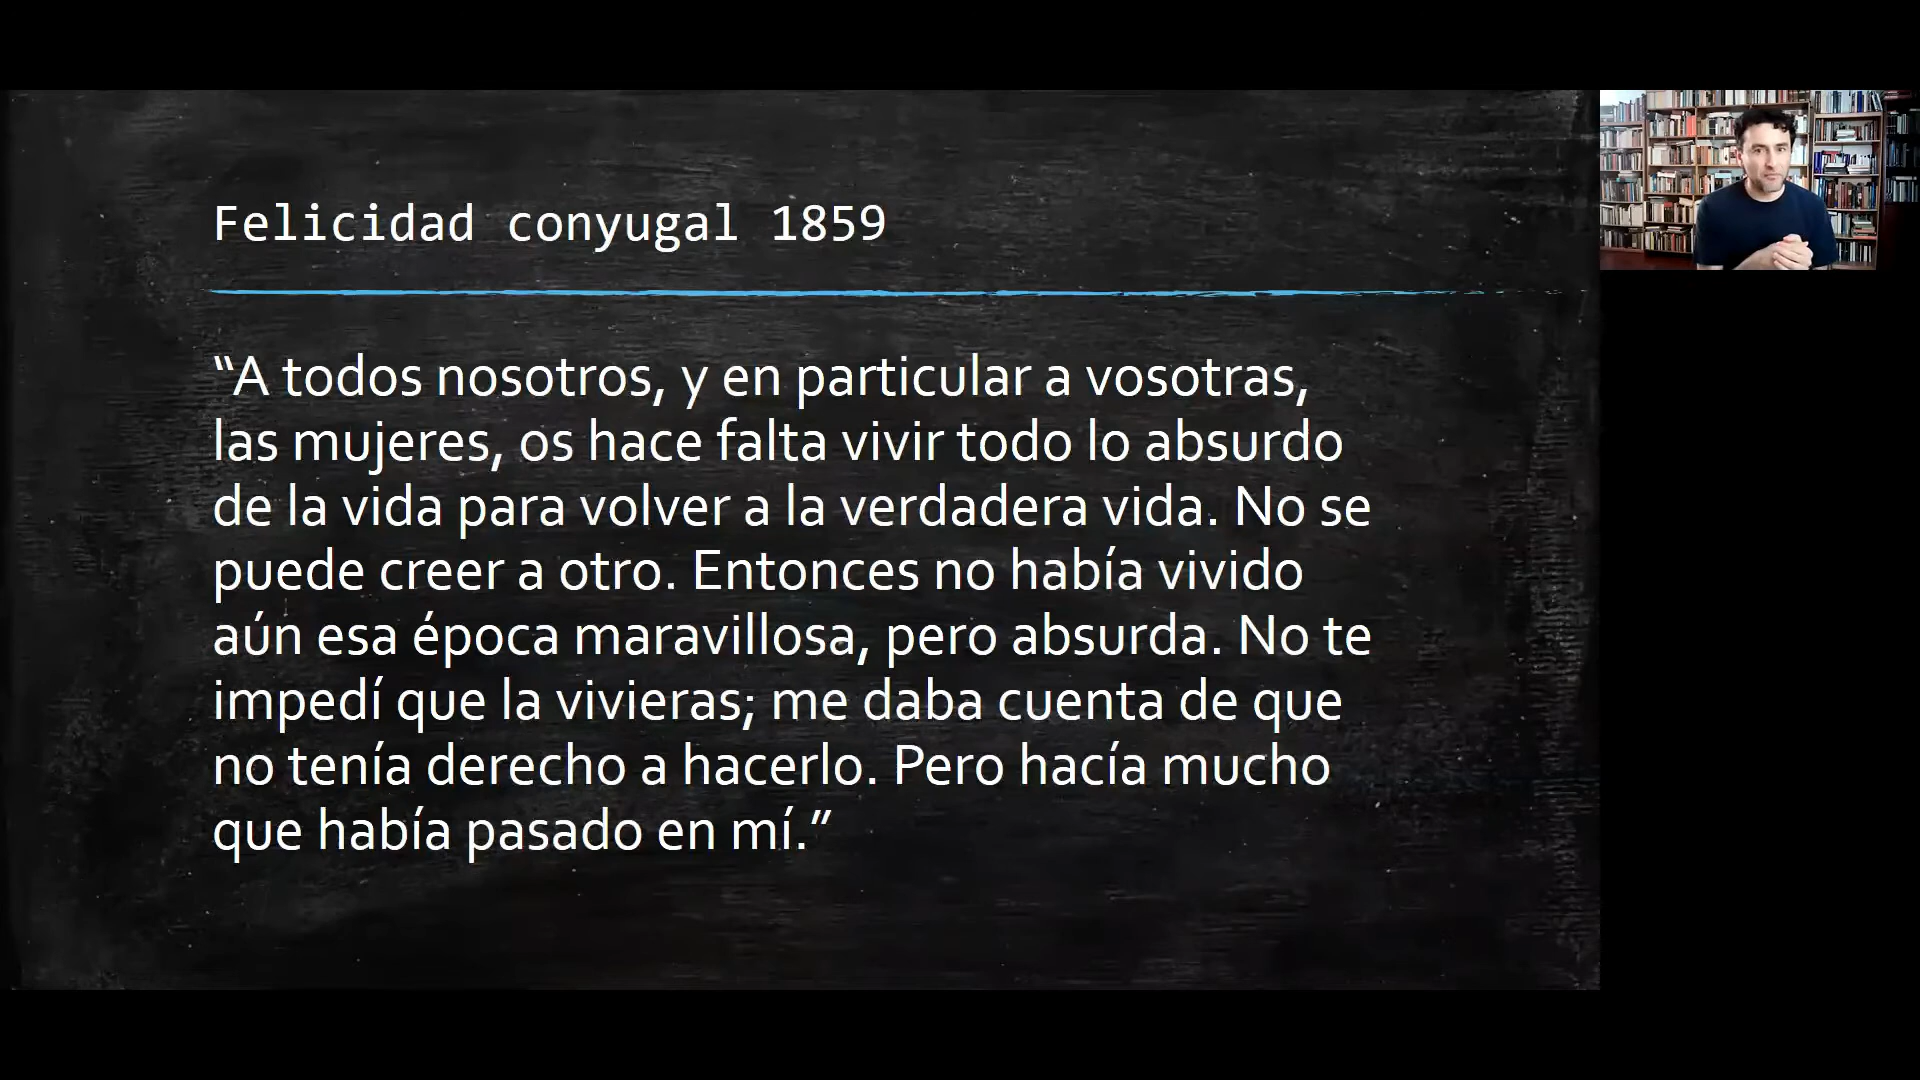 Felicidad conyugal 1859
“A todos nosotros, y en particular a vosotras,
las mujeres, os hace falta vivir todo lo absurdo
de la vida para volver a la verdadera vida. No se
puede creer a otro. Entonces no había vivido
aún esa época maravillosa, pero absurda. No te
impedí que la vivieras; me daba cuenta de que
no tenía derecho a hacerlo. Pero hacía mucho
que había pasado en mí.”